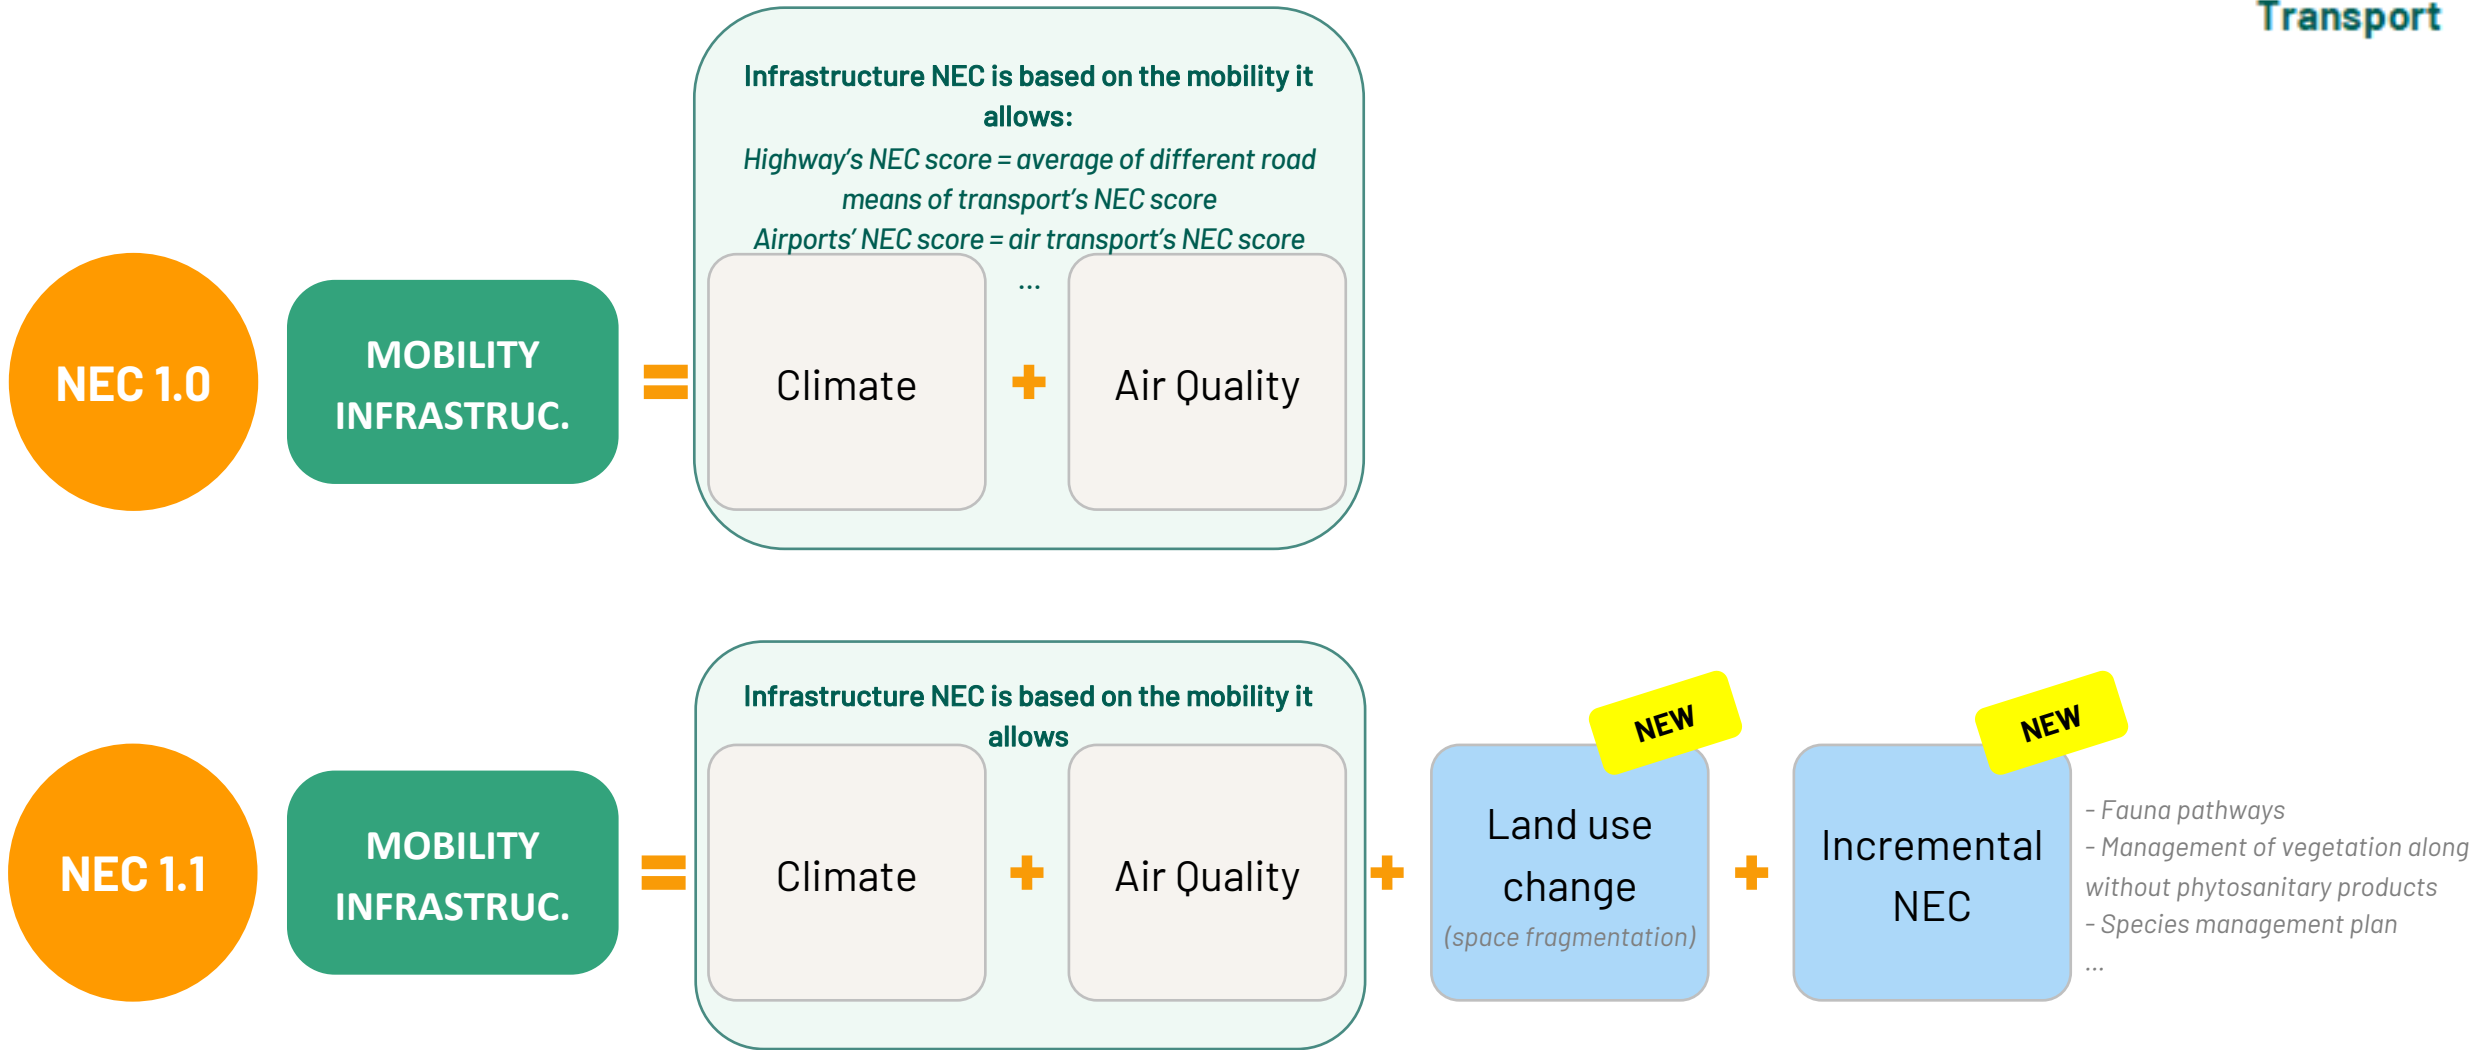 Transport
Infrastructure NEC is based on the mobility it
allows:
Highway's NEC score = average of different road
means of transport's NEC score
Airports' NEC score = air transport's NEC score
...
NEC 1.0
MOBILITY
INFRASTRUC.
=
Climate
+
Air Quality
Infrastructure NEC is based on the mobility it
allows
NEC 1.1
MOBILITY
INFRASTRUC.
=
Climate
+
Air Quality
+
NEW
Land use
change
(space fragmentation)
+
NEW
Incremental
NEC
- Fauna pathways
- Management of vegetation along
without phytosanitary products
- Species management plan
...